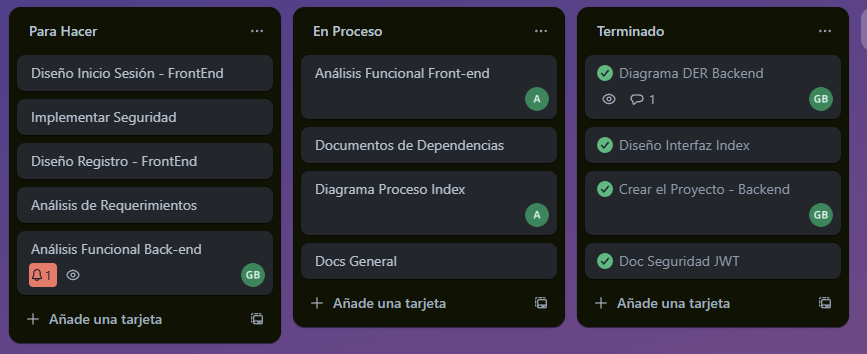 Para Hacer
Diseño Inicio Sesión - FrontEnd
Implementar Seguridad
Diseño Registro - FrontEnd
Análisis de Requerimientos
Análisis Funcional Back-end
1
GB
Añade una tarjeta
En Proceso
Análisis Funcional Front-end
A
Documentos de Dependencias
Diagrama Proceso Index
A
Docs General
Añade una tarjeta
Terminado
Diagrama DER Backend
1
GB
Diseño Interfaz Index
Crear el Proyecto - Backend
GB
Doc Seguridad JWT
Añade una tarjeta